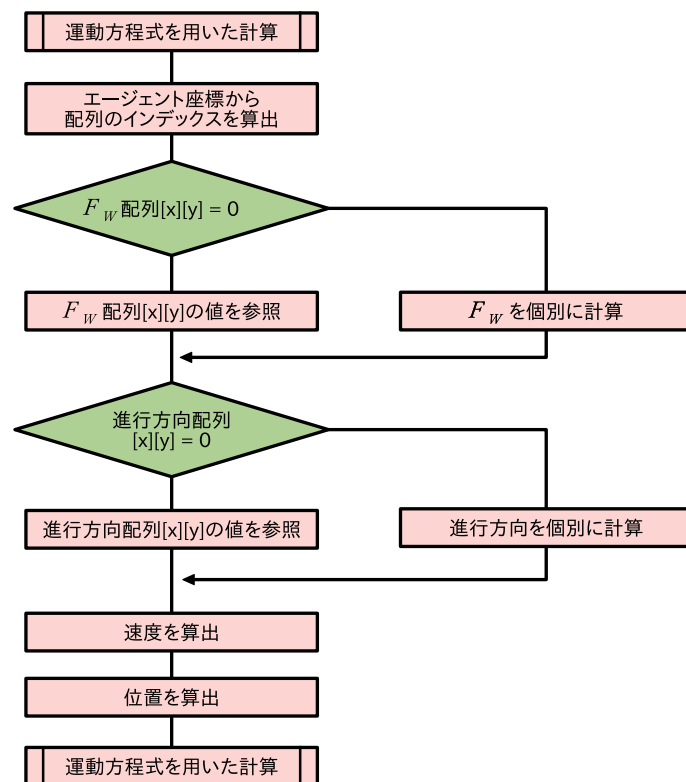 運動方程式を用いた計算
エージェント座標から
配列のインデックスを算出
F W 配列[x][y] = 0
F W 配列[x][y]の値を参照
F W を個別に計算
進行方向配列
[x][y] = 0
進行方向配列[x][y]の値を参照
進行方向を個別に計算
速度を算出
位置を算出
運動方程式を用いた計算